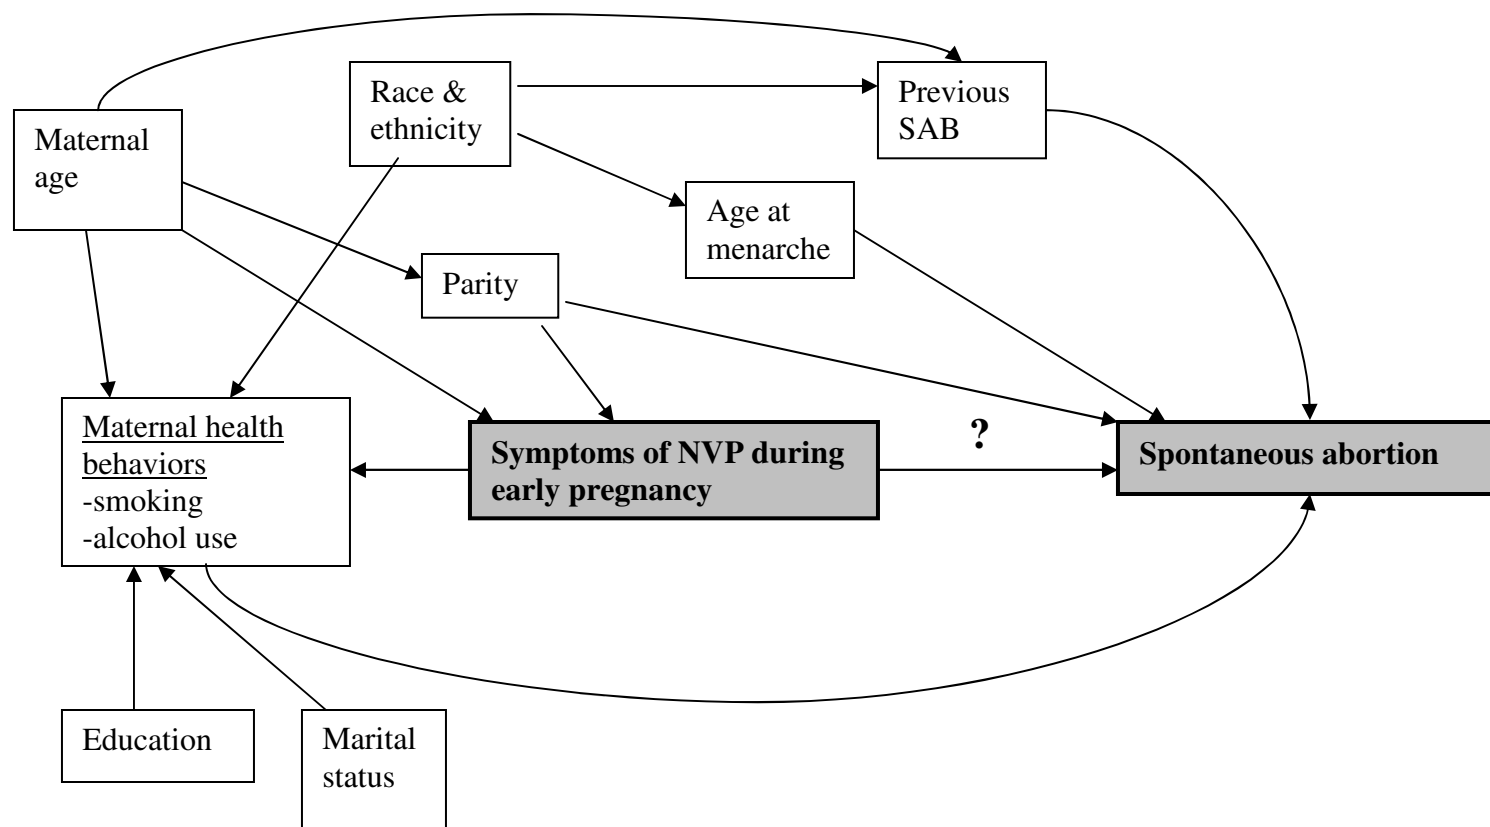 Race &
ethnicity
Previous
SAB
Maternal
age
Age at
menarche
Parity
Maternal health
behaviors
-smoking
-alcohol use
Symptoms of NVP during
early pregnancy
?
Spontaneous abortion
Education
Marital
status